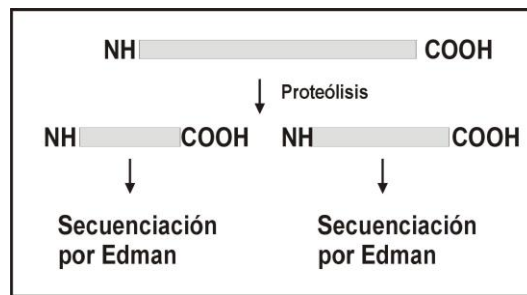 NH COOH
Proteólisis
NH COOH NH COOH
Secuenciación Secuenciación
por Edman por Edman